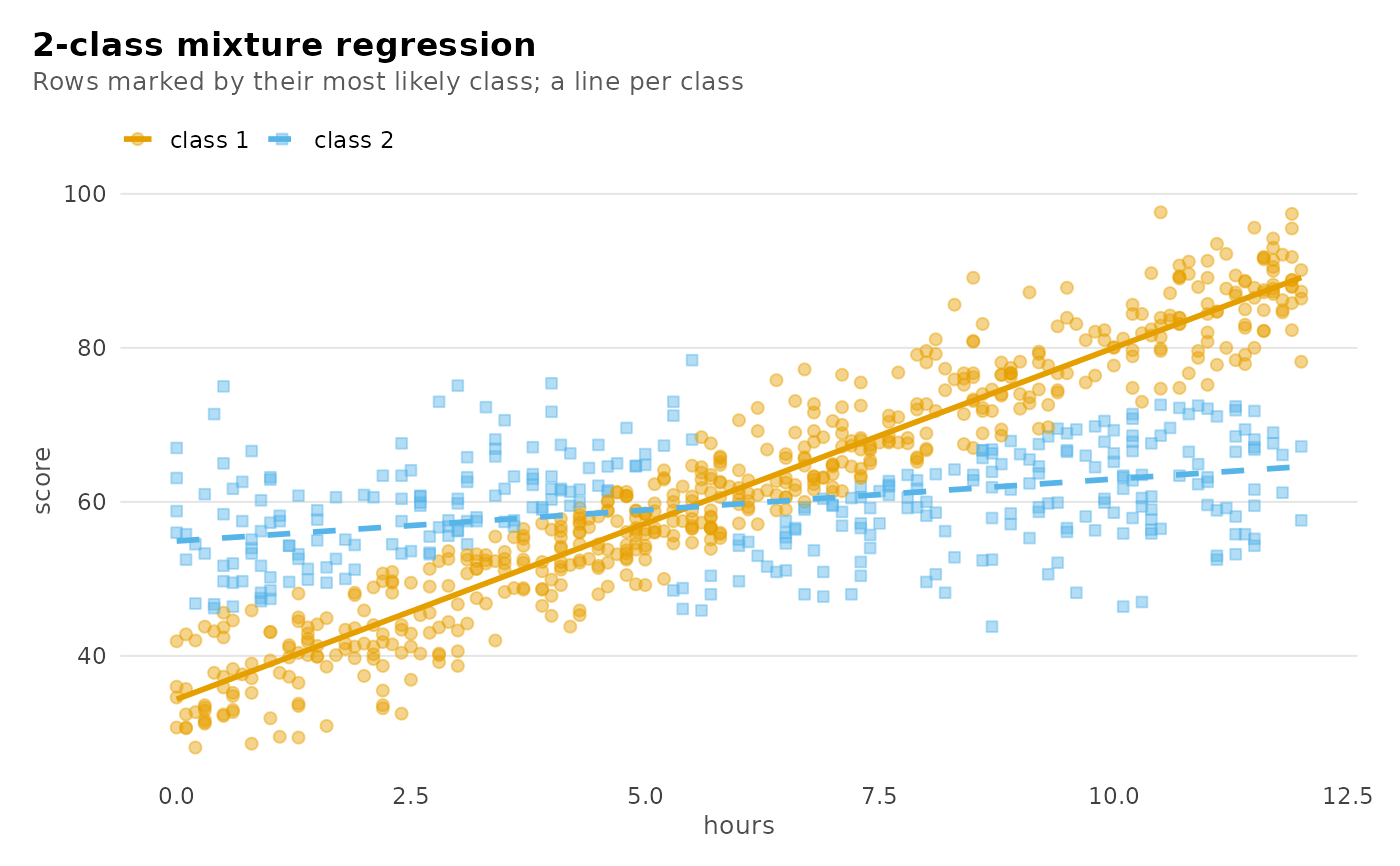 2-class mixture regression
Rows marked by their most likely class; a line per class
class 1 class 2
100
80
60
40
score
0.0 2.5 5.0 7.5 10.0 12.5
hours